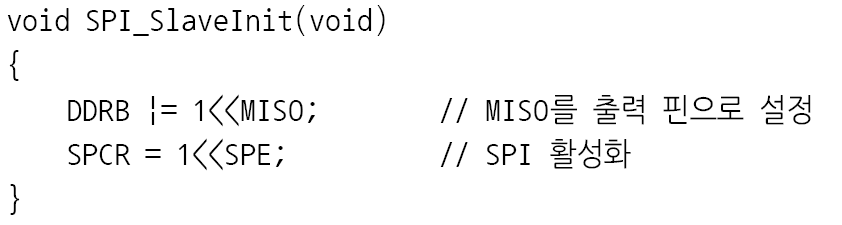 void SPI_SlaveInit(void)
{
    DDRB |= 1<<MISO;        // MISO를 출력 핀으로 설정
    SPCR = 1<<SPE;          // SPI 활성화
}